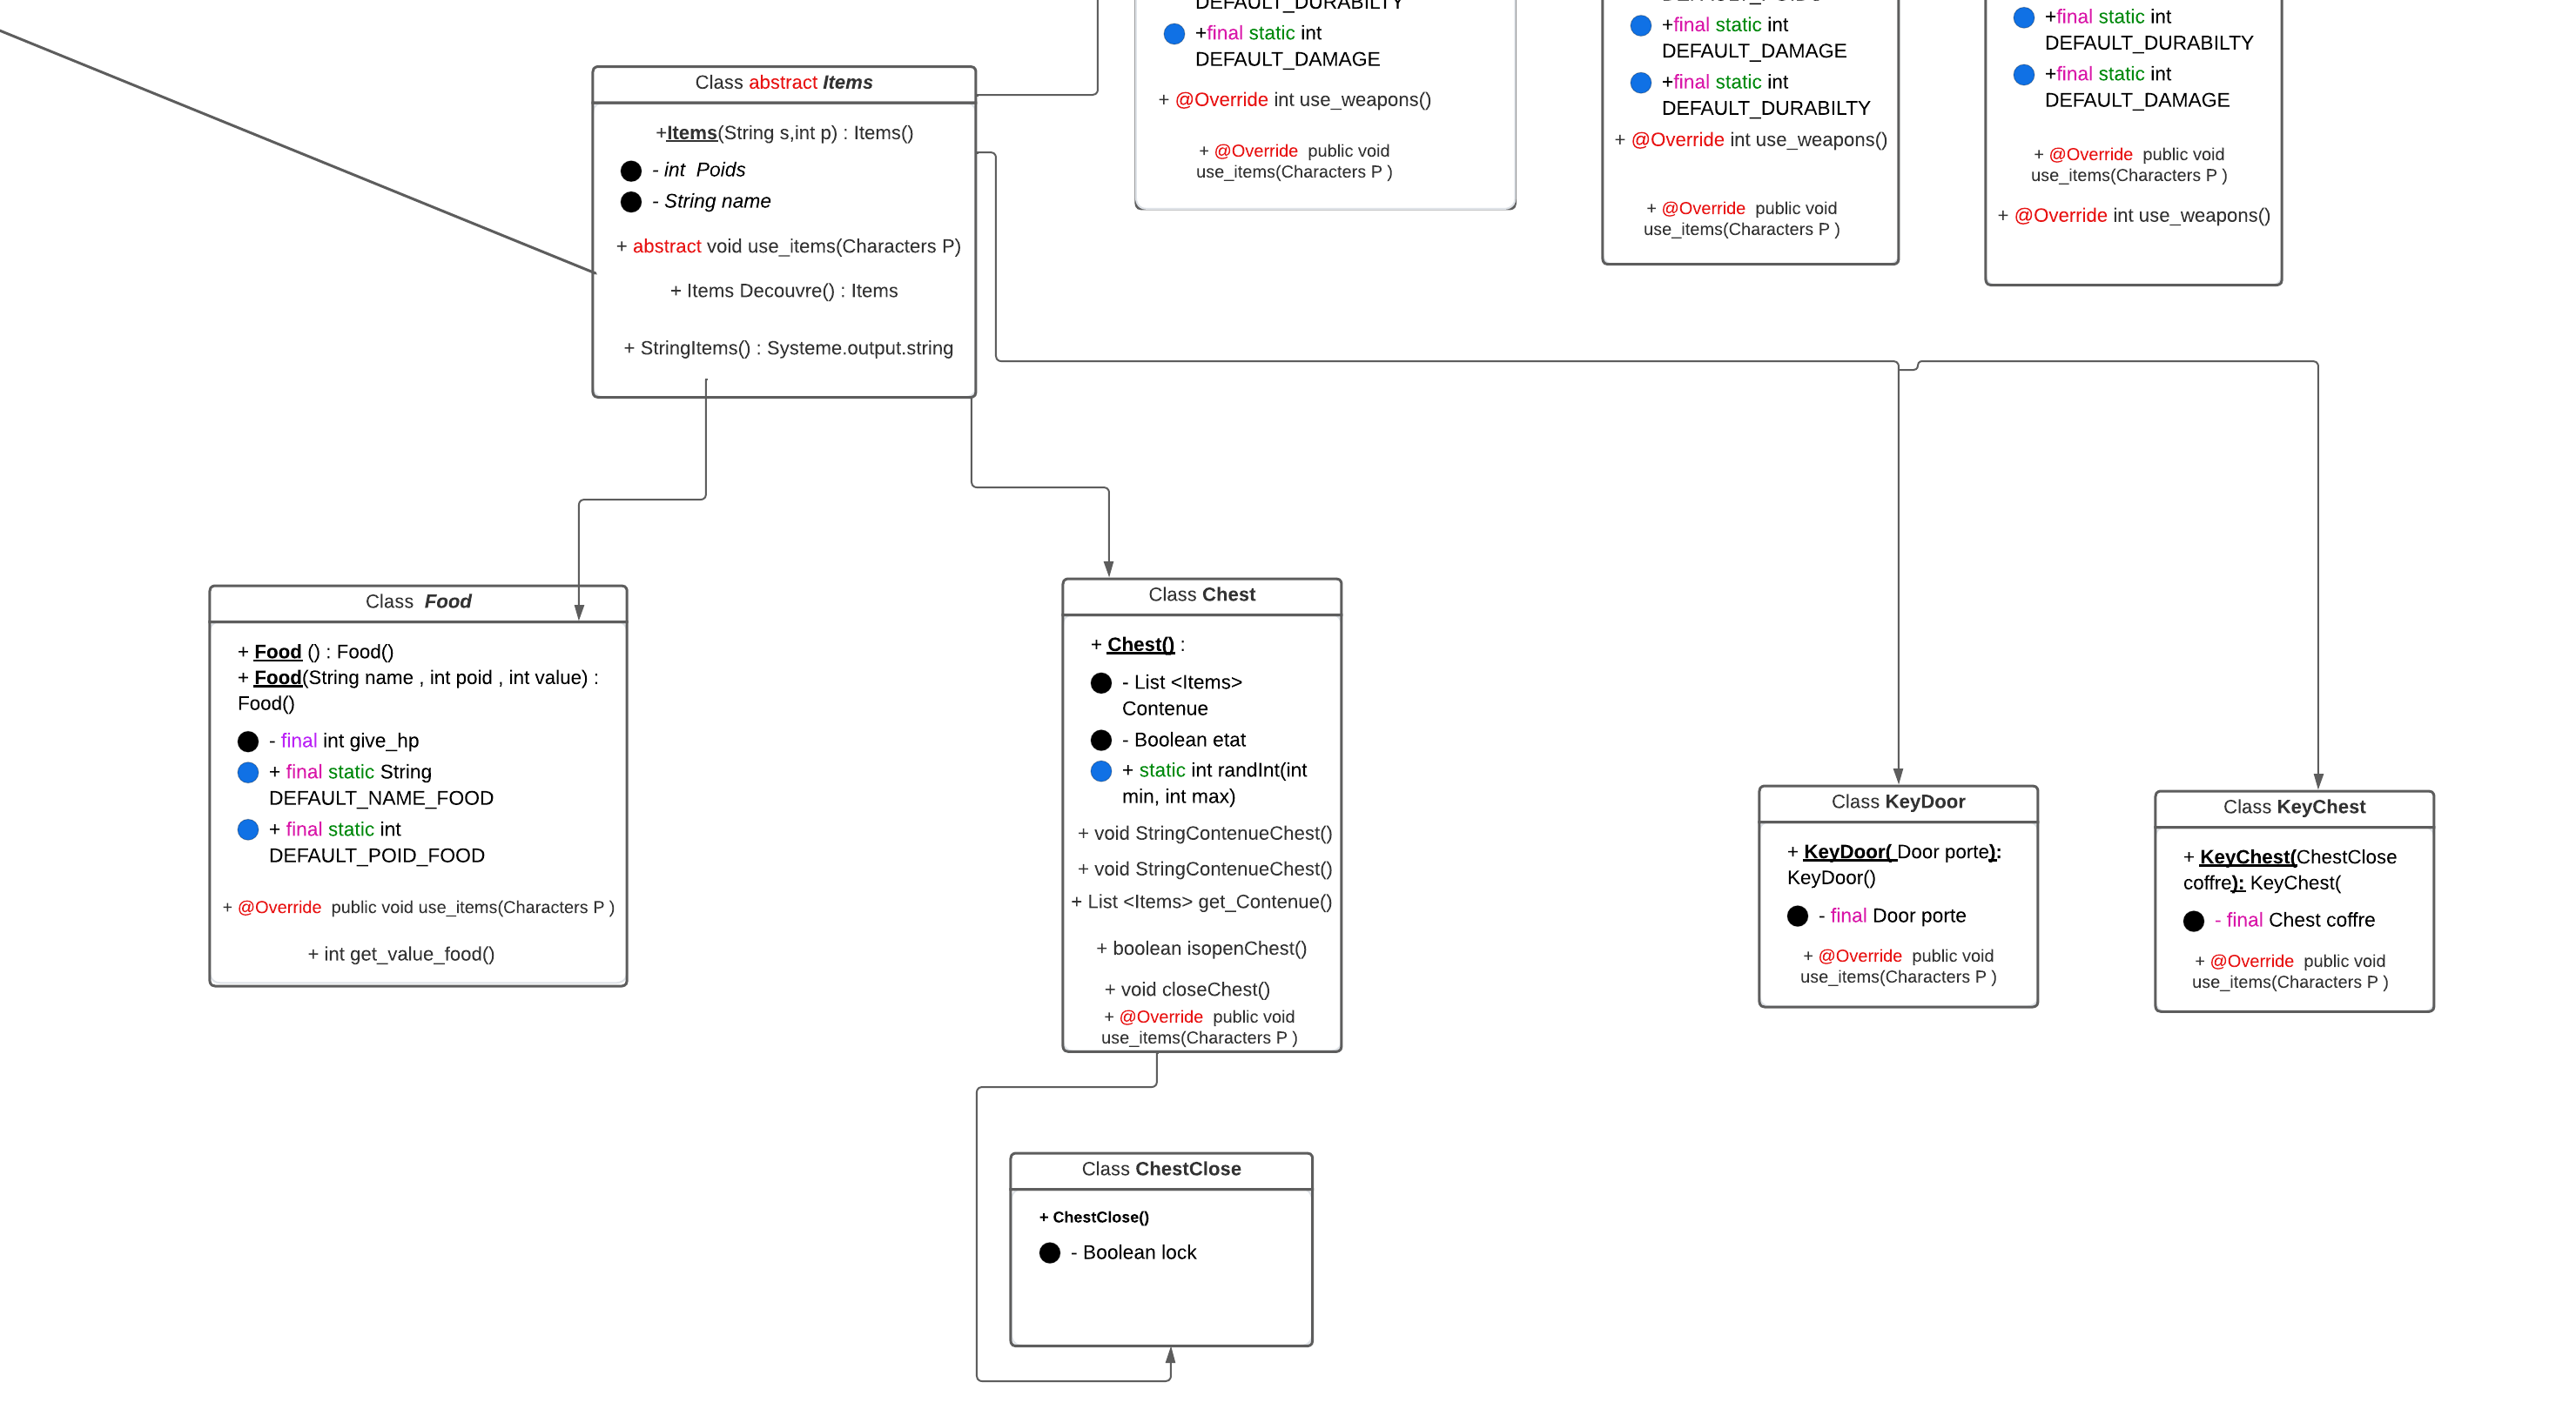 DEFAULT_DURABILTY
+final static int
DEFAULT_DAMAGE
+ @Override int use_weapons()
+ @Override  public void
use_items(Characters P )
+final static int
DEFAULT_DAMAGE
+final static int
DEFAULT_DURABILTY
+ @Override int use_weapons()
+ @Override  public void
use_items(Characters P )
+final static int
DEFAULT_DURABILTY
+final static int
DEFAULT_DAMAGE
+ @Override  public void
use_items(Characters P )
+ @Override int use_weapons()
Class abstract Items
+Items(String s,int p) : Items()
- int  Poids
- String name
+ abstract void use_items(Characters P)
+ Items Decouvre() : Items
+ StringItems() : Systeme.output.string
Class  Food
+ Food () : Food()
+ Food(String name , int poid , int value) :
Food()
- final int give_hp
+ final static String
DEFAULT_NAME_FOOD
+ final static int
DEFAULT_POID_FOOD
+ @Override  public void use_items(Characters P )
+ int get_value_food()
Class Chest
+ Chest() :
- List <Items>
Contenue
- Boolean etat
+ static int randInt(int
min, int max)
+ void StringContenueChest()
+ void StringContenueChest()
+ List <Items> get_Contenue()
+ boolean isopenChest()
+ void closeChest()
+ @Override  public void
use_items(Characters P )
Class KeyDoor
+ KeyDoor( Door porte):
KeyDoor()
- final Door porte
+ @Override  public void
use_items(Characters P )
Class KeyChest
+ KeyChest(ChestClose
coffre): KeyChest(
- final Chest coffre
+ @Override  public void
use_items(Characters P )
Class ChestClose
+ ChestClose()
- Boolean lock